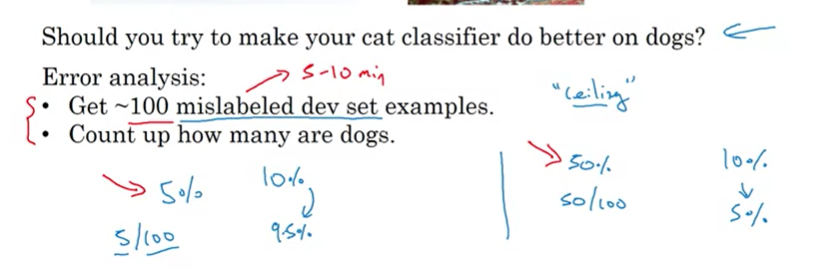 Should you try to make your cat classifier do better on dogs?
Error analysis:
→ 5-10 min
• Get ~100 mislabeled dev set examples.
"ceiling"
• Count up how many are dogs.
→ 5%
10%
5/100
9.5%
→ 50%
10%
50/100
↓
5%